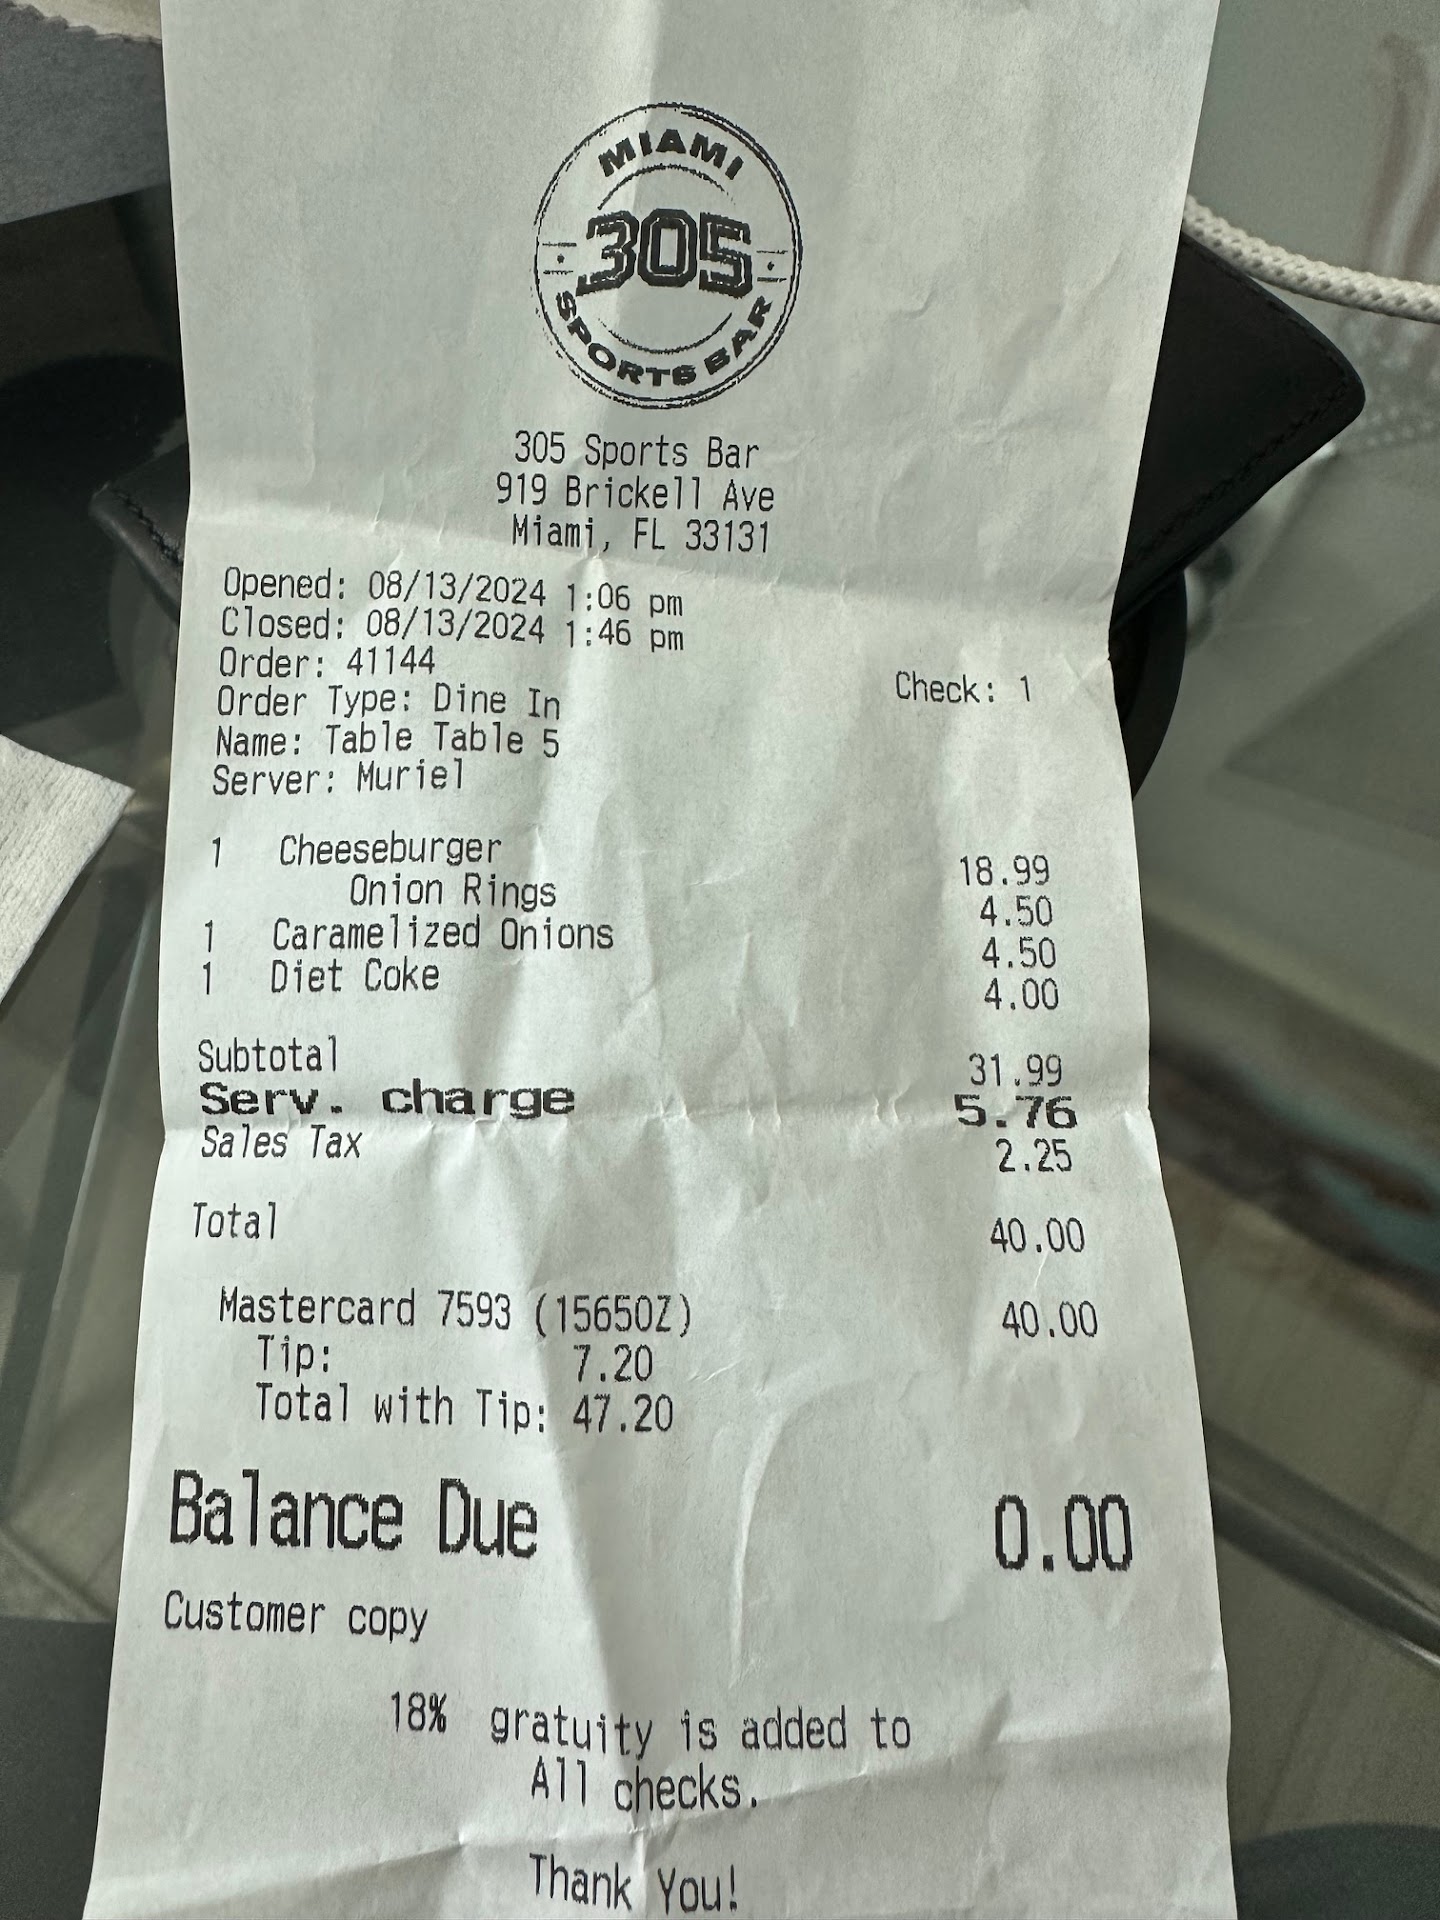 MIAMI
305
SPORTS BAR
305 Sports Bar
919 Brickell Ave
Miami, FL 33131
Opened: 08/13/2024 1:06 pm
Closed: 08/13/2024 1:46 pm
Order: 41144
Check: 1
Order Type: Dine In
Name: Table Table 5
Server: Muriel
1 Cheeseburger 18.99
Onion Rings 4.50
1 Caramelized Onions 4.50
1 Diet Coke 4.00
Subtotal 31.99
Serv. charge 5.76
Sales Tax 2.25
Total 40.00
Mastercard 7593 (15650Z) 40.00
Tip: 7.20
Total with Tip: 47.20
Balance Due 0.00
Customer copy
18% gratuity is added to
All checks.
Thank You!